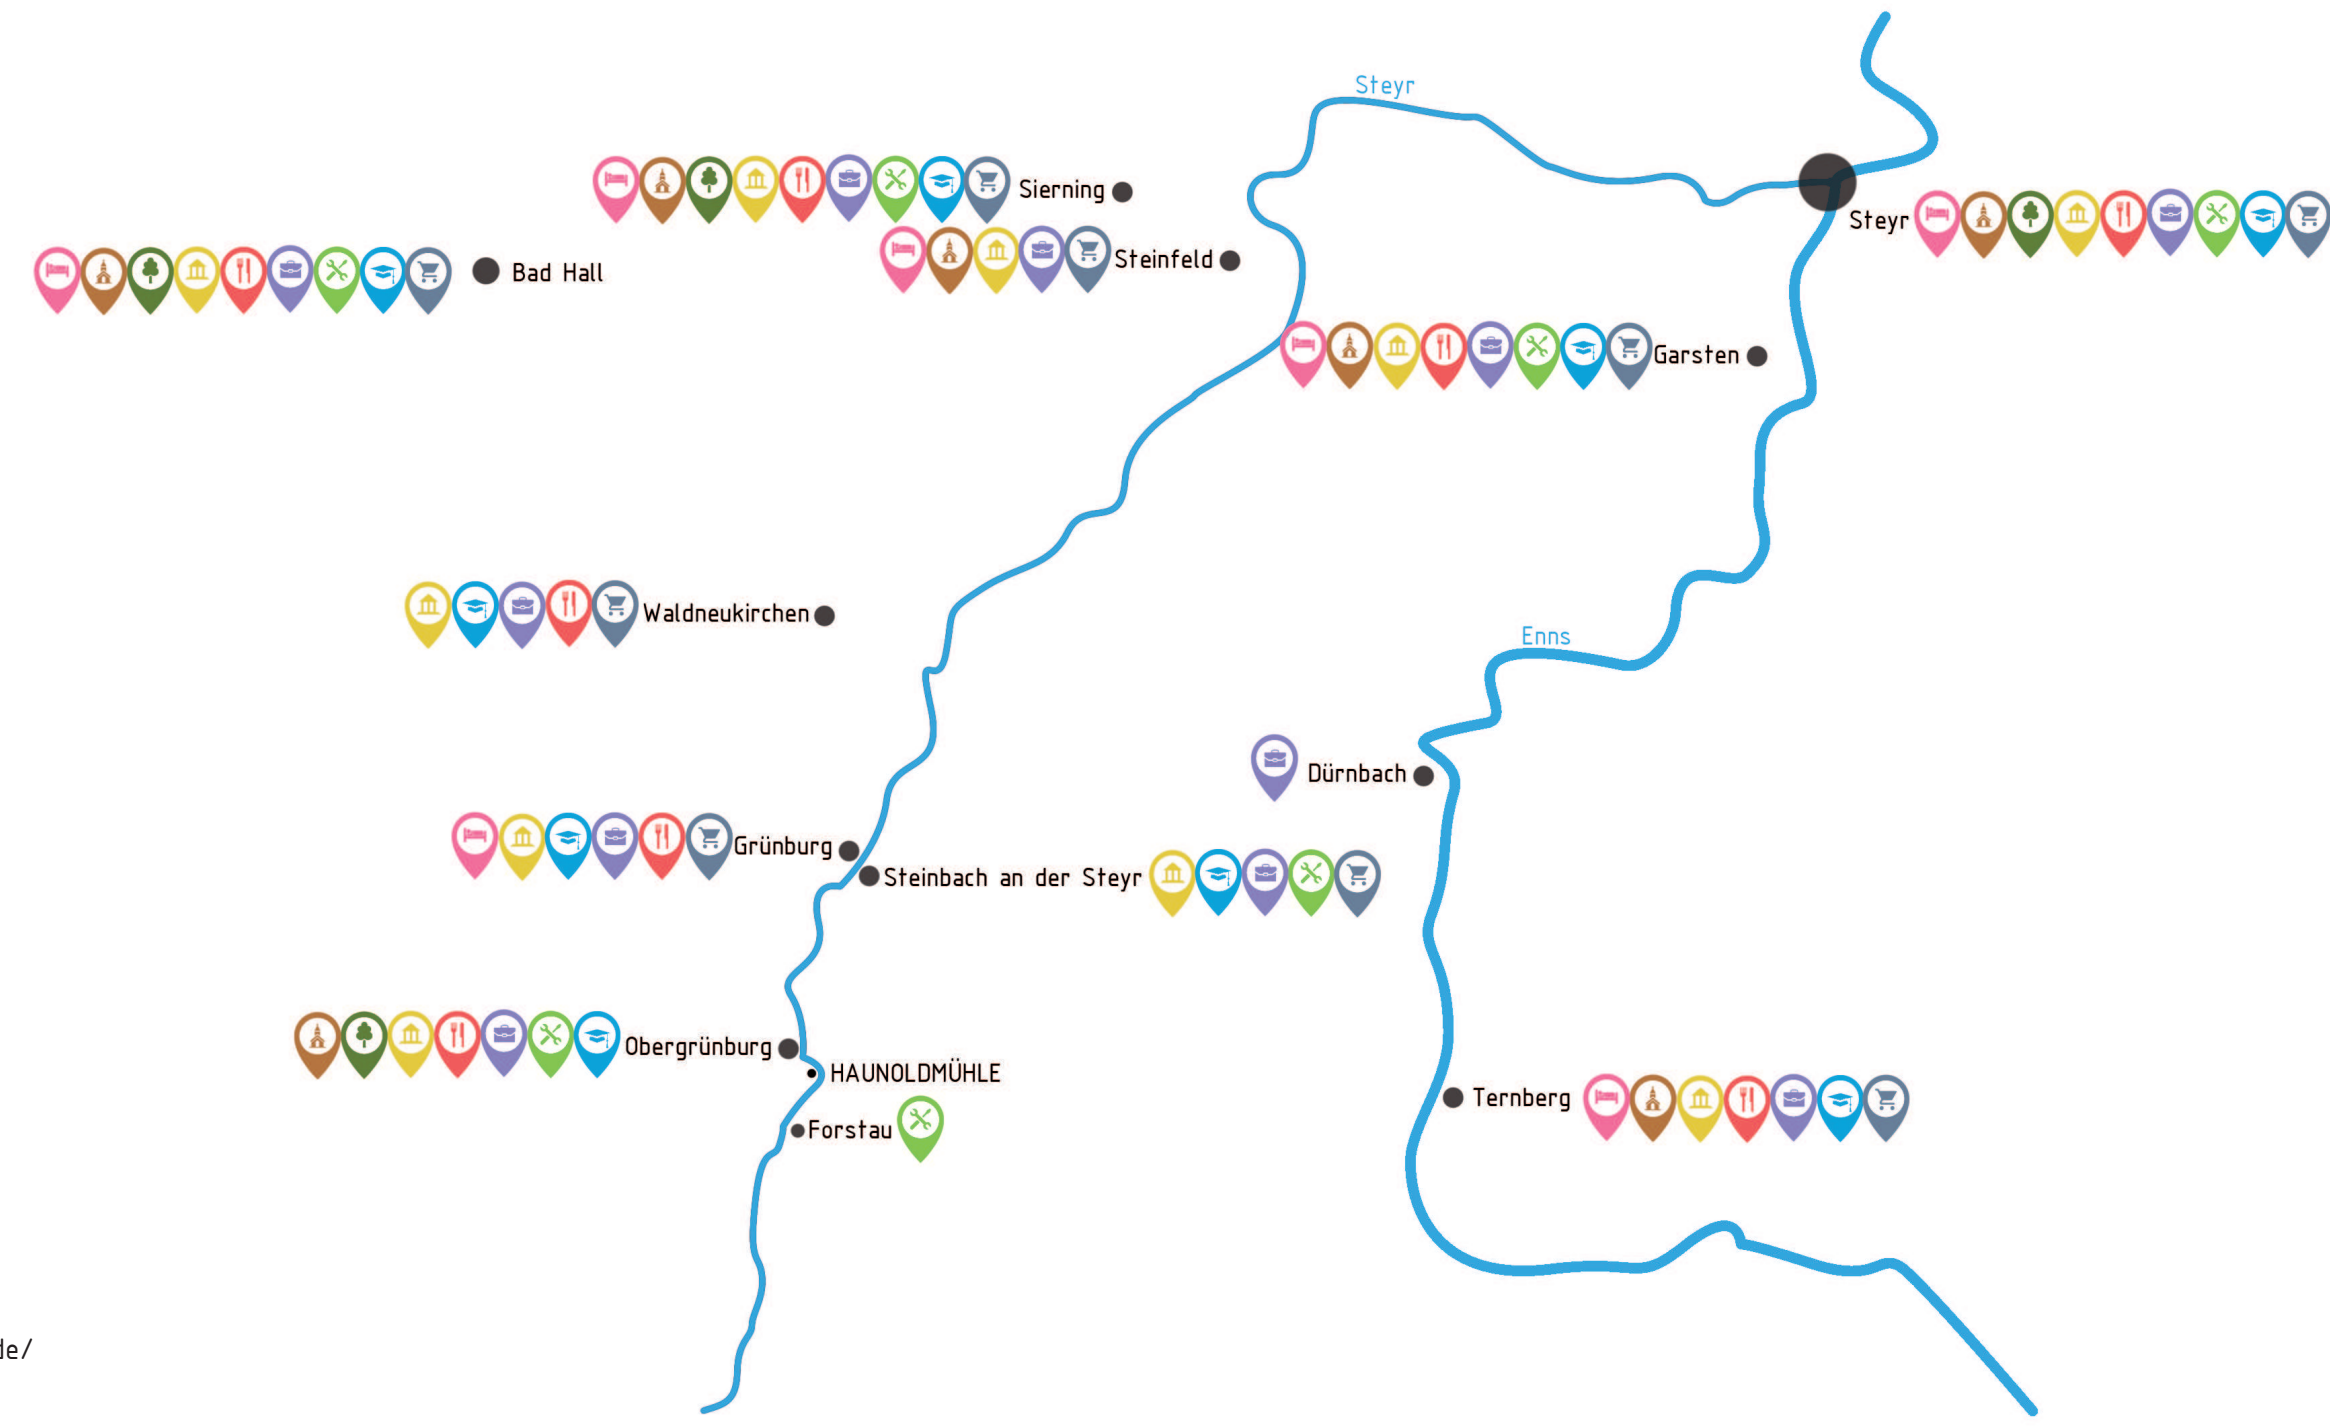 Steyr
Sierning
Steyr
Steinfeld
Bad Hall
Garsten
Waldneukirchen
Enns
Dürnbach
Grünburg
Steinbach an der Steyr
Obergrünburg
HAUNOLDMÜHLE
Ternberg
Forstau
de/